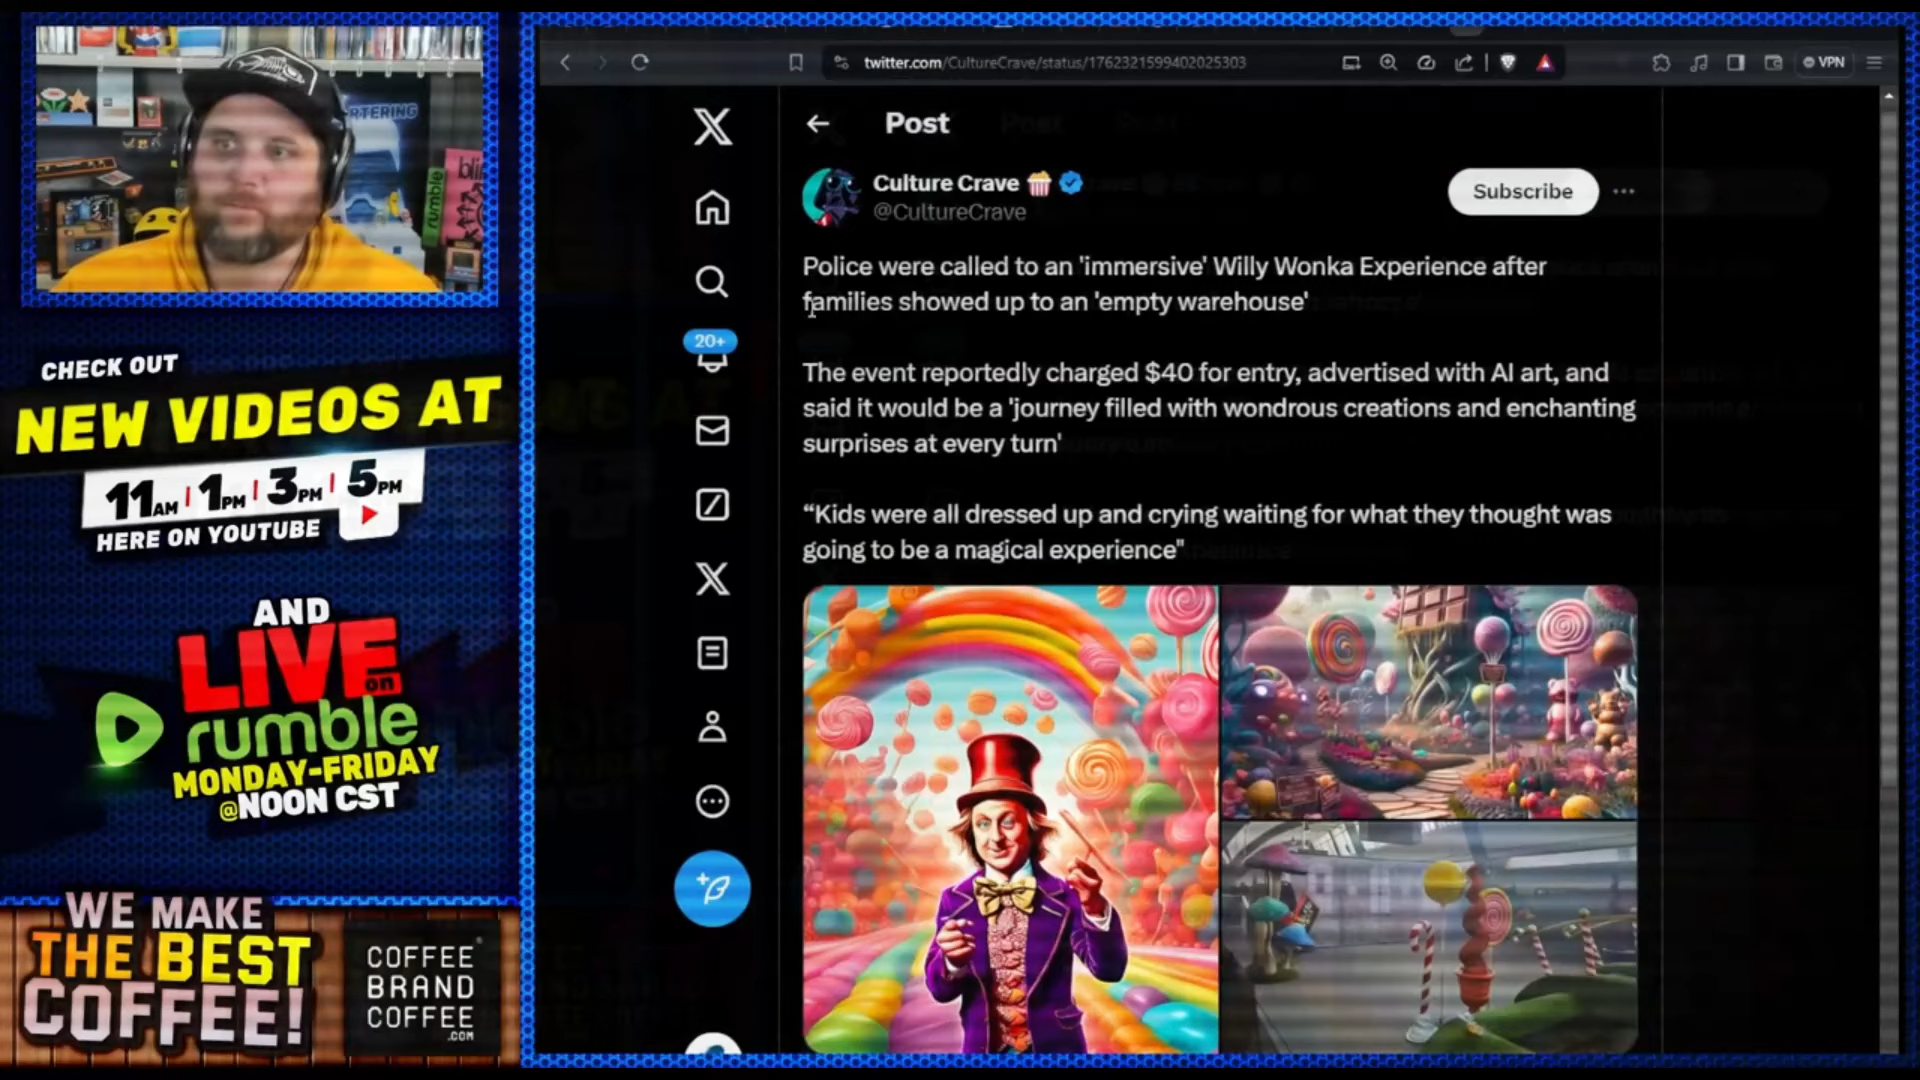 RTERING
rumble
bli
CHECK OUT
NEW VIDEOS AT
11AM | 1PM | 3PM | 5PM
HERE ON YOUTUBE
AND
LIVE on
rumble
MONDAY-FRIDAY
@NOON CST
WE MAKE
THE BEST
COFFEE!
COFFEE
BRAND
COFFEE
.COM
twitter.com/CultureCrave/status/1762321599402025303
VPN
Post
Culture Crave
@CultureCrave
Subscribe
20+
Police were called to an 'immersive' Willy Wonka Experience after
families showed up to an 'empty warehouse'
The event reportedly charged $40 for entry, advertised with AI art, and
said it would be a 'journey filled with wondrous creations and enchanting
surprises at every turn'
“Kids were all dressed up and crying waiting for what they thought was
going to be a magical experience"